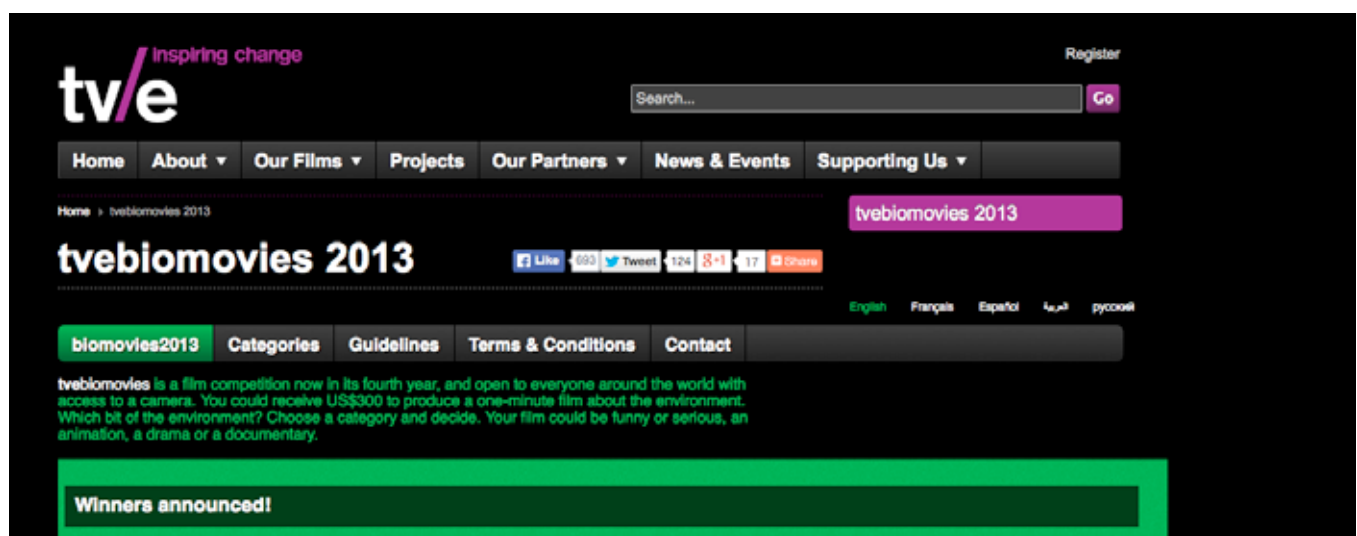 inspiring change
tv/e
Register
Search...
Go
Home
About
Our Films
Projects
Our Partners
News & Events
Supporting Us
Home › tvebiomovies 2013
tvebiomovies 2013
tvebiomovies 2013
Like 693 Tweet 124 g+1 17 Share
English Français Español العربية русский
biomovies2013
Categories
Guidelines
Terms & Conditions
Contact
tvebiomovies is a film competition now in its fourth year, and open to everyone around the world with
access to a camera. You could receive US$300 to produce a one-minute film about the environment.
Which bit of the environment? Choose a category and decide. Your film could be funny or serious, an
animation, a drama or a documentary.
Winners announced!